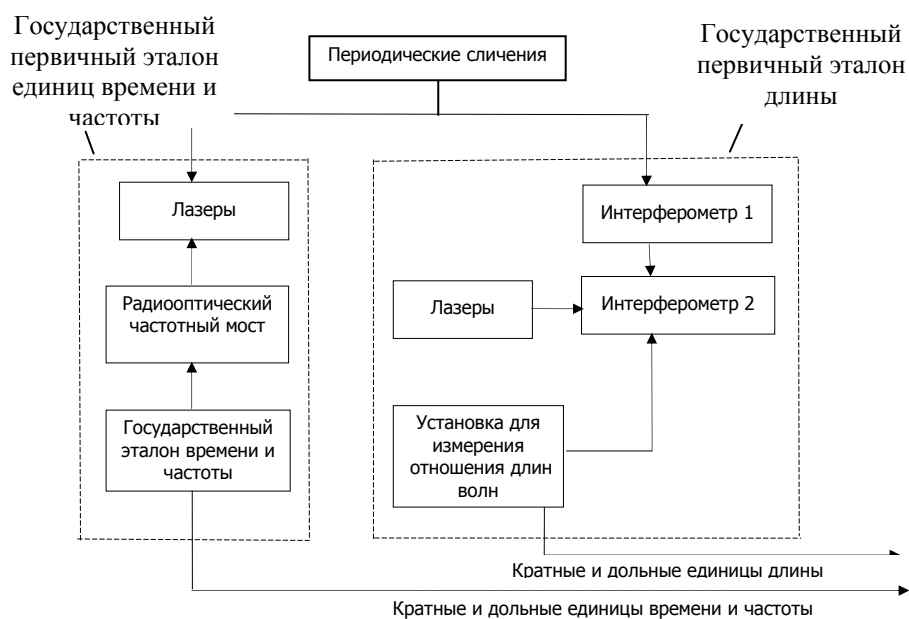 Государственный
первичный эталон
единиц времени и
частоты
Периодические сличения
Государственный
первичный эталон
длины
Лазеры
Интерферометр 1
Радиооптический
частотный мост
Лазеры
Интерферометр 2
Государственный
эталон времени и
частоты
Установка для
измерения
отношения длин
волн
Кратные и дольные единицы длины
Кратные и дольные единицы времени и частоты